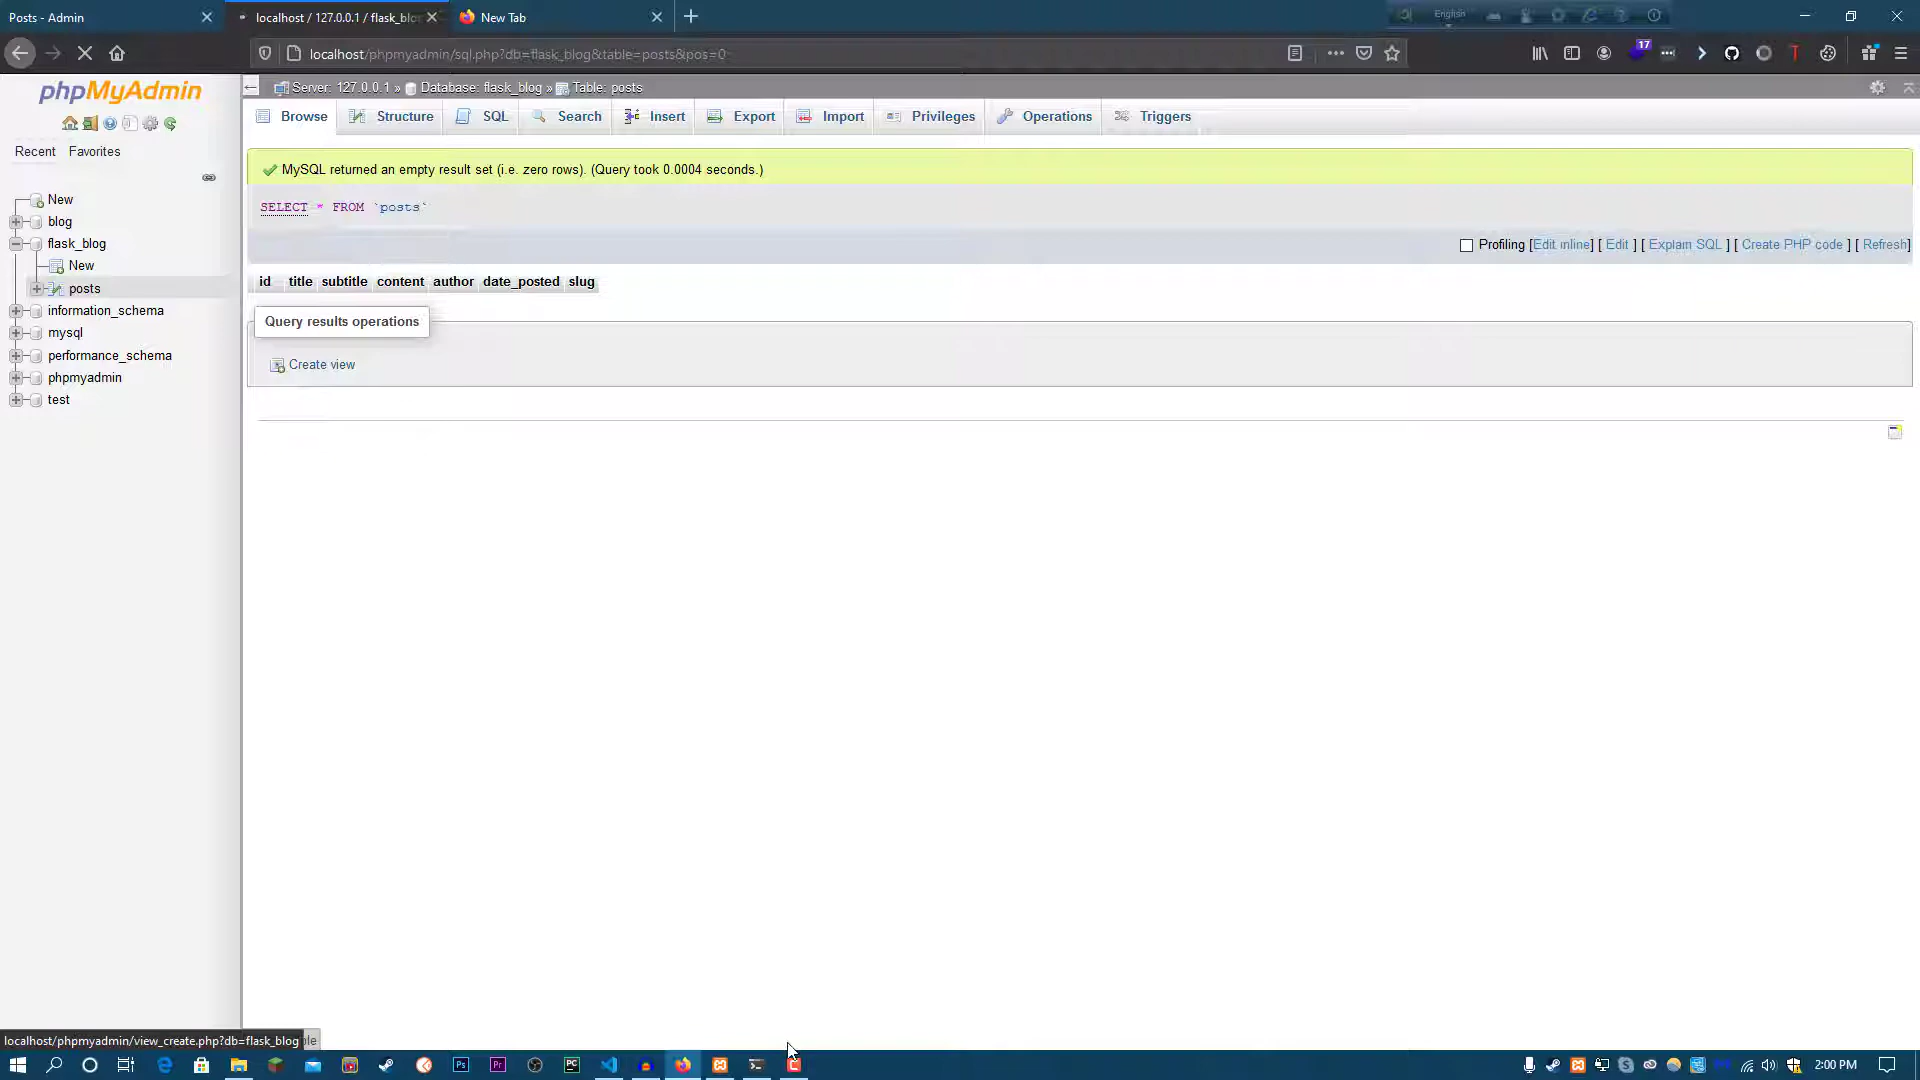 Posts - Admin
localhost / 127.0.0.1 / flask_blo
New Tab
English
localhost/phpmyadmin/sql.php?db=flask_blog&table=posts&pos=0
17
phpMyAdmin
Server: 127.0.0.1 » Database: flask_blog » Table: posts
Browse Structure SQL Search Insert Export Import Privileges Operations Triggers
Recent Favorites
MySQL returned an empty result set (i.e. zero rows). (Query took 0.0004 seconds.)
SELECT * FROM `posts`
Profiling [Edit inline] [ Edit ] [ Explain SQL ] [ Create PHP code ] [ Refresh]
New
blog
flask_blog
New
posts
information_schema
mysql
performance_schema
phpmyadmin
test
id title subtitle content author date_posted slug
Query results operations
Create view
localhost/phpmyadmin/view_create.php?db=flask_blog
Ps
Pr
PC
2:00 PM